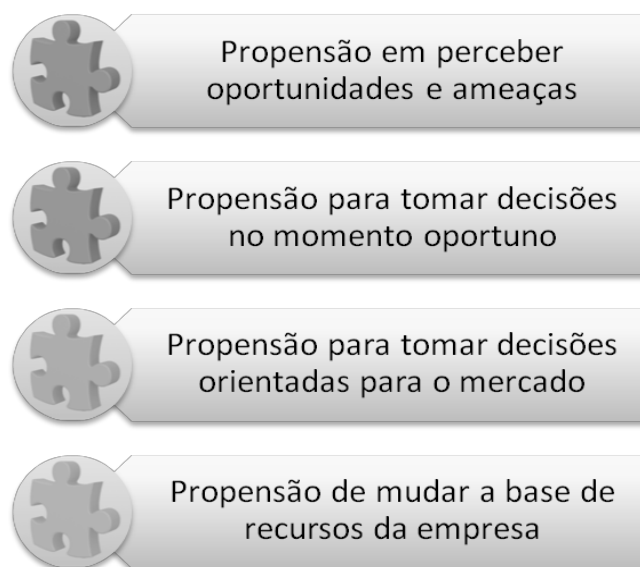 Propensão em perceber
oportunidades e ameaças
Propensão para tomar decisões
no momento oportuno
Propensão para tomar decisões
orientadas para o mercado
Propensão de mudar a base de
recursos da empresa